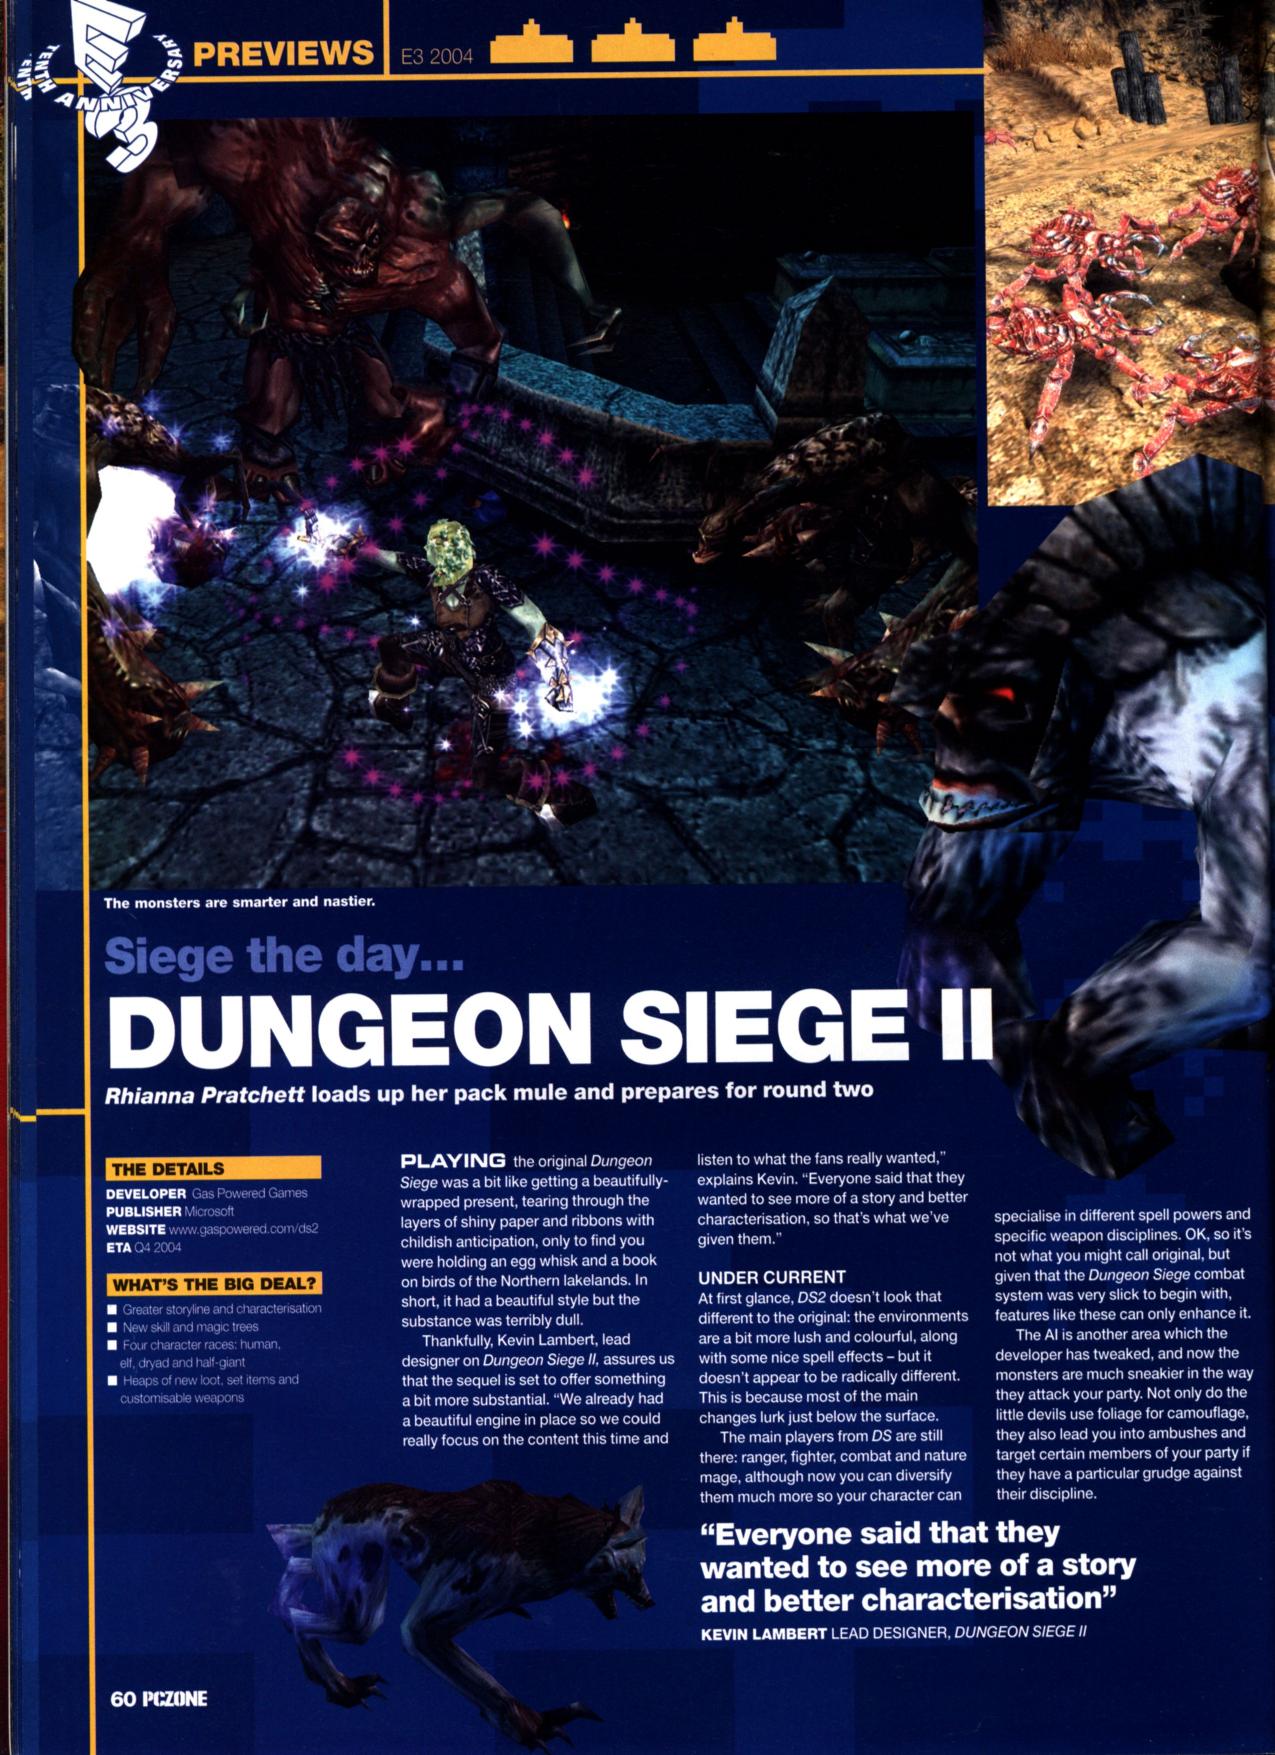 E3
TENTH ANNIVERSARY
PREVIEWS
E3 2004
The monsters are smarter and nastier.
Siege the day...
DUNGEON SIEGE II
Rhianna Pratchett loads up her pack mule and prepares for round two
THE DETAILS
DEVELOPER Gas Powered Games
PUBLISHER Microsoft
WEBSITE www.gaspowered.com/ds2
ETA Q4 2004
WHAT'S THE BIG DEAL?
Greater storyline and characterisation
New skill and magic trees
Four character races: human,
elf, dryad and half-giant
Heaps of new loot, set items and
customisable weapons
PLAYING the original Dungeon
Siege was a bit like getting a beautifully-
wrapped present, tearing through the
layers of shiny paper and ribbons with
childish anticipation, only to find you
were holding an egg whisk and a book
on birds of the Northern lakelands. In
short, it had a beautiful style but the
substance was terribly dull.
Thankfully, Kevin Lambert, lead
designer on Dungeon Siege II, assures us
that the sequel is set to offer something
a bit more substantial. “We already had
a beautiful engine in place so we could
really focus on the content this time and
listen to what the fans really wanted,”
explains Kevin. “Everyone said that they
wanted to see more of a story and better
characterisation, so that's what we've
given them.”
UNDER CURRENT
At first glance, DS2 doesn't look that
different to the original: the environments
are a bit more lush and colourful, along
with some nice spell effects – but it
doesn't appear to be radically different.
This is because most of the main
changes lurk just below the surface.
The main players from DS are still
there: ranger, fighter, combat and nature
mage, although now you can diversify
them much more so your character can
specialise in different spell powers and
specific weapon disciplines. OK, so it's
not what you might call original, but
given that the Dungeon Siege combat
system was very slick to begin with,
features like these can only enhance it.
The AI is another area which the
developer has tweaked, and now the
monsters are much sneakier in the way
they attack your party. Not only do the
little devils use foliage for camouflage,
they also lead you into ambushes and
target certain members of your party if
they have a particular grudge against
their discipline.
“Everyone said that they
wanted to see more of a story
and better characterisation”
KEVIN LAMBERT LEAD DESIGNER, DUNGEON SIEGE II
60 PCZONE